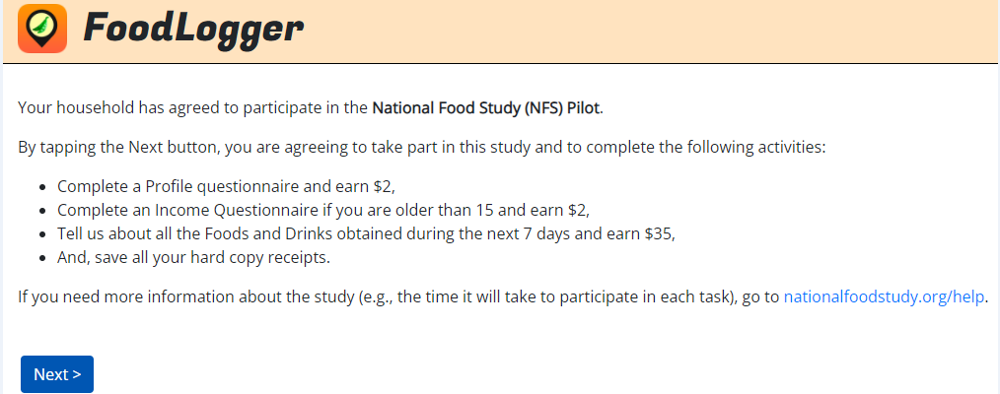 FoodLogger
Your household has agreed to participate in the National Food Study (NFS) Pilot.
By tapping the Next button, you are agreeing to take part in this study and to complete the following activities:
• Complete a Profile questionnaire and earn $2,
• Complete an Income Questionnaire if you are older than 15 and earn $2,
• Tell us about all the Foods and Drinks obtained during the next 7 days and earn $35,
• And, save all your hard copy receipts.
If you need more information about the study (e.g., the time it will take to participate in each task), go to nationalfoodstudy.org/help.
Next >